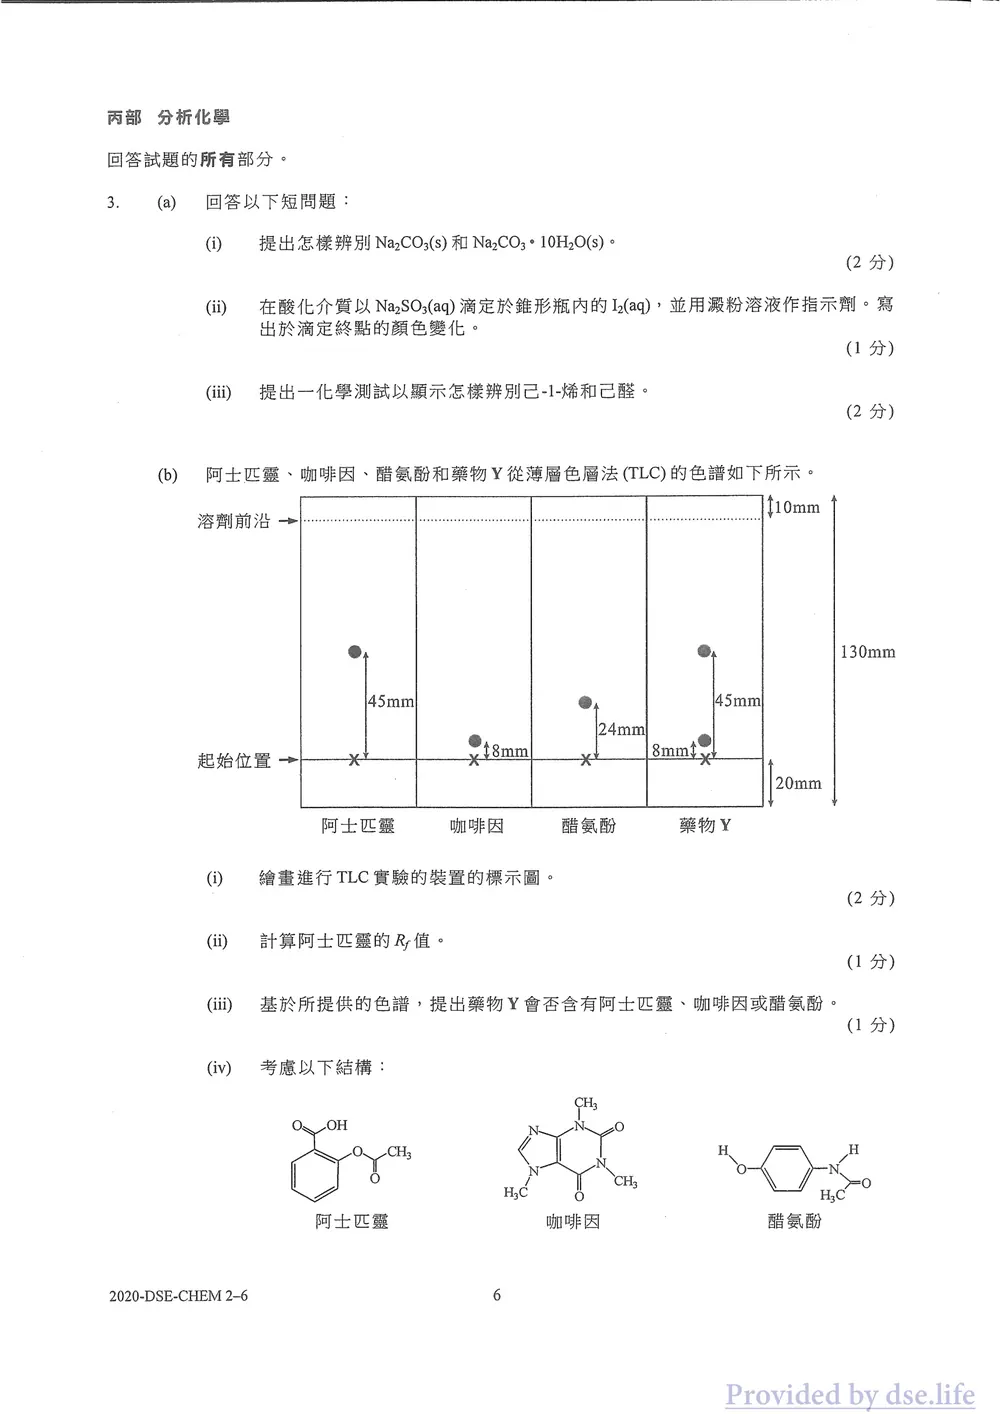 丙部 分析化學
回答試題的所有部分。
3. (a) 回答以下短問題：
(i) 提出怎樣辨別 Na₂CO₃(s) 和 Na₂CO₃•10H₂O(s)。
(2 分)
(ii) 在酸化介質以 Na₂SO₃(aq) 滴定於錐形瓶內的 I₂(aq)，並用澱粉溶液作指示劑。寫
出於滴定終點的顏色變化。
(1 分)
(iii) 提出一化學測試以顯示怎樣辨別己-1-烯和己醛。
(2 分)
(b) 阿士匹靈、咖啡因、醋氨酚和藥物 Y 從薄層色層法 (TLC) 的色譜如下所示。
10mm
溶劑前沿
130mm
45mm
45mm
24mm
8mm
8mm
起始位置
x x x x
20mm
阿士匹靈 咖啡因 醋氨酚 藥物 Y
(i) 繪畫進行 TLC 實驗的裝置的標示圖。
(2 分)
(ii) 計算阿士匹靈的 Rf 值。
(1 分)
(iii) 基於所提供的色譜，提出藥物 Y 會否含有阿士匹靈、咖啡因或醋氨酚。
(1 分)
(iv) 考慮以下結構：
O OH
O CH₃
O
阿士匹靈
CH₃
N N O
N N
H₃C O CH₃
咖啡因
H H
O N
H₃C O
醋氨酚
2020-DSE-CHEM 2–6
6
Provided by dse.life